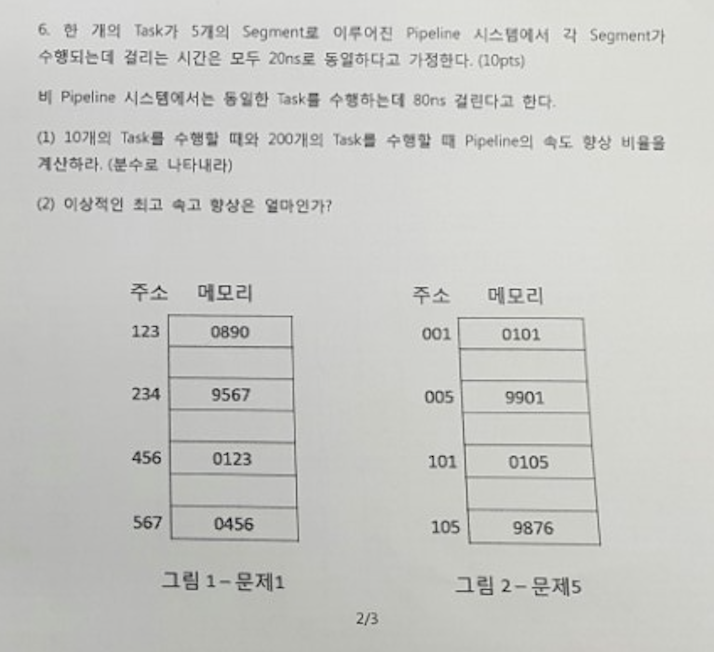 6. 한 개의 Task가 5개의 Segment로 이루어진 Pipeline 시스템에서 각 Segment가
수행되는데 걸리는 시간은 모두 20ns로 동일하다고 가정한다. (10pts)
비 Pipeline 시스템에서는 동일한 Task를 수행하는데 80ns 걸린다고 한다.
(1) 10개의 Task를 수행할 때와 200개의 Task를 수행할 때 Pipeline의 속도 향상 비율을
계산하라. (분수로 나타내라)
(2) 이상적인 최고 속고 향상은 얼마인가?
주소 메모리 주소 메모리
123 0890 001 0101
234 9567 005 9901
456 0123 101 0105
567 0456 105 9876
그림 1 – 문제1 그림 2 – 문제5
2/3